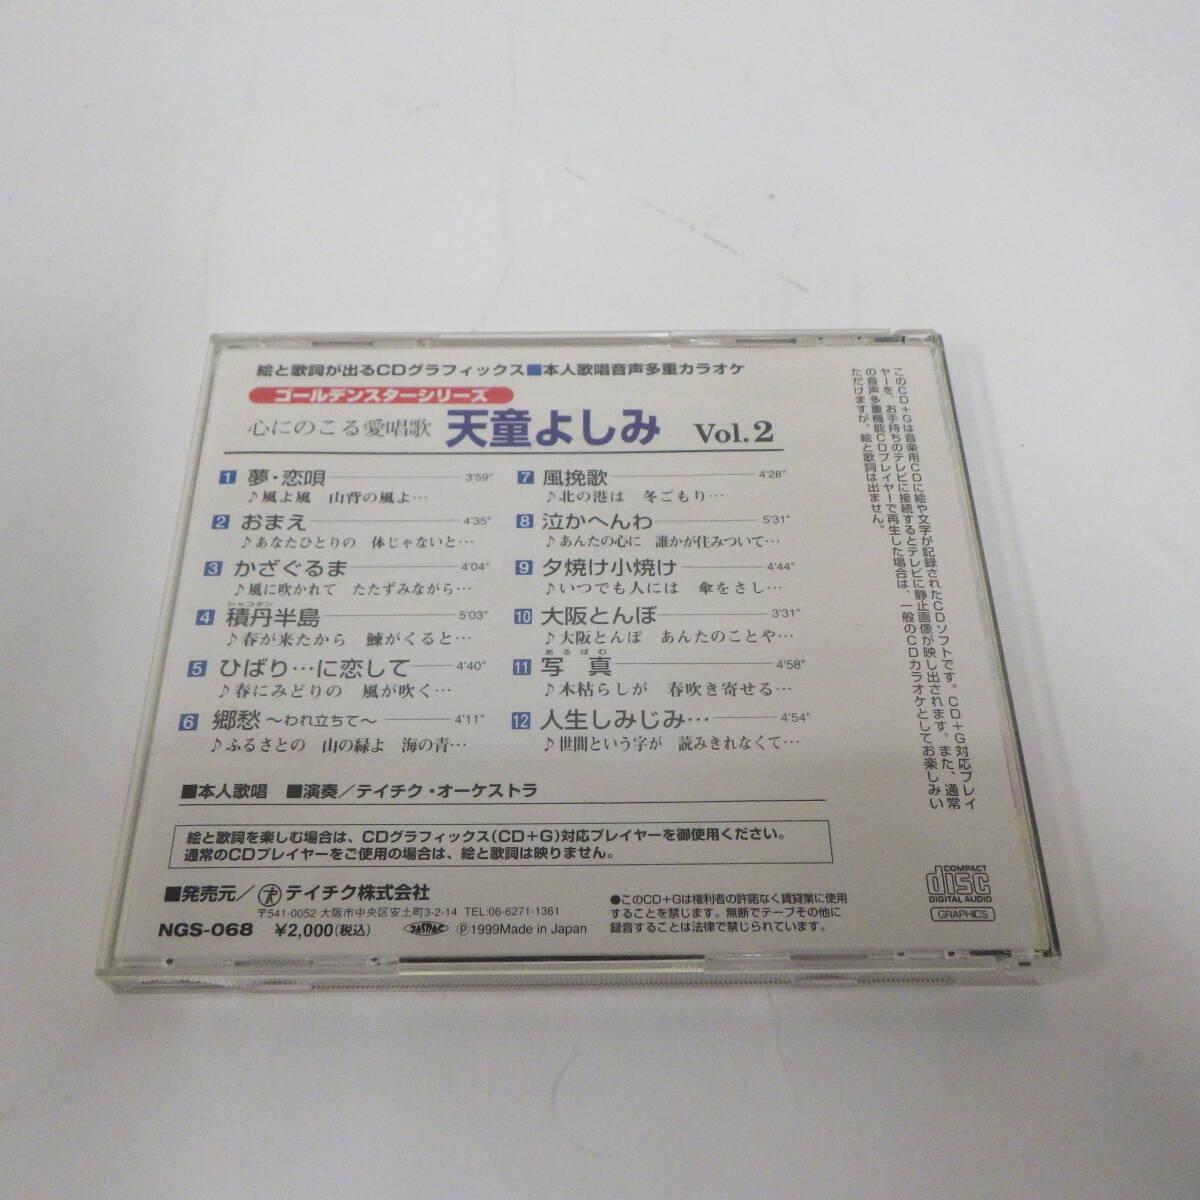 絵と歌詞が出るCDグラフィックス■本人歌唱音声多重カラオケ
ゴールデンスターシリーズ
心にのこる愛唱歌 天童よしみ Vol.2
1 夢・恋唄 3'59"
♪風よ風 山背の風よ…
2 おまえ 4'35"
♪あなたひとりの 体じゃないと…
3 かざぐるま 4'04"
♪風に吹かれて たたずみながら…
シャコタン
4 積丹半島 5'03"
♪春が来たから 鰊がくると…
5 ひばり…に恋して 4'40"
♪春にみどりの 風が吹く…
6 郷愁 〜われ立ちて〜 4'11"
♪ふるさとの 山の緑よ 海の青…
7 風挽歌 4'28"
♪北の港は 冬ごもり…
8 泣かへんわ 5'31"
♪あんたの心に 誰かが住みついて…
9 夕焼け小焼け 4'44"
♪いつでも人には 傘をさし…
10 大阪とんぼ 3'31"
♪大阪とんぼ あんたのことや…
あるばむ
11 写真 4'58"
♪木枯らしが 春吹き寄せる…
12 人生しみじみ… 4'54"
♪世間という字が 読みきれなくて…
■本人歌唱 ■演奏/テイチク・オーケストラ
絵と歌詞を楽しむ場合は、CDグラフィックス(CD+G)対応プレイヤーを御使用ください。
通常のCDプレイヤーをご使用の場合は、絵と歌詞は映りません。
■発売元/テイチク株式会社
〒541-0052 大阪市中央区安土町3-2-14 TEL:06-6271-1361
NGS-068 ¥2,000(税込) JASRAC Ⓟ1999Made in Japan
●このCD+Gは権利者の許諾なく賃貸業に使用
することを禁じます。無断でテープその他に
録音することは法律で禁じられています。
COMPACT
disc
DIGITAL AUDIO
GRAPHICS
このCD+Gは音楽用CDに絵や文字が記録されたCDソフトです。CD+G対応プレイ
ヤーを、お手持ちのテレビに接続するとテレビに静止画像が映し出されます。また、通常
の音声多重機能CDプレイヤーで再生した場合は、一般のCDカラオケとしてお楽しみい
ただけますが、絵と歌詞は出ません。